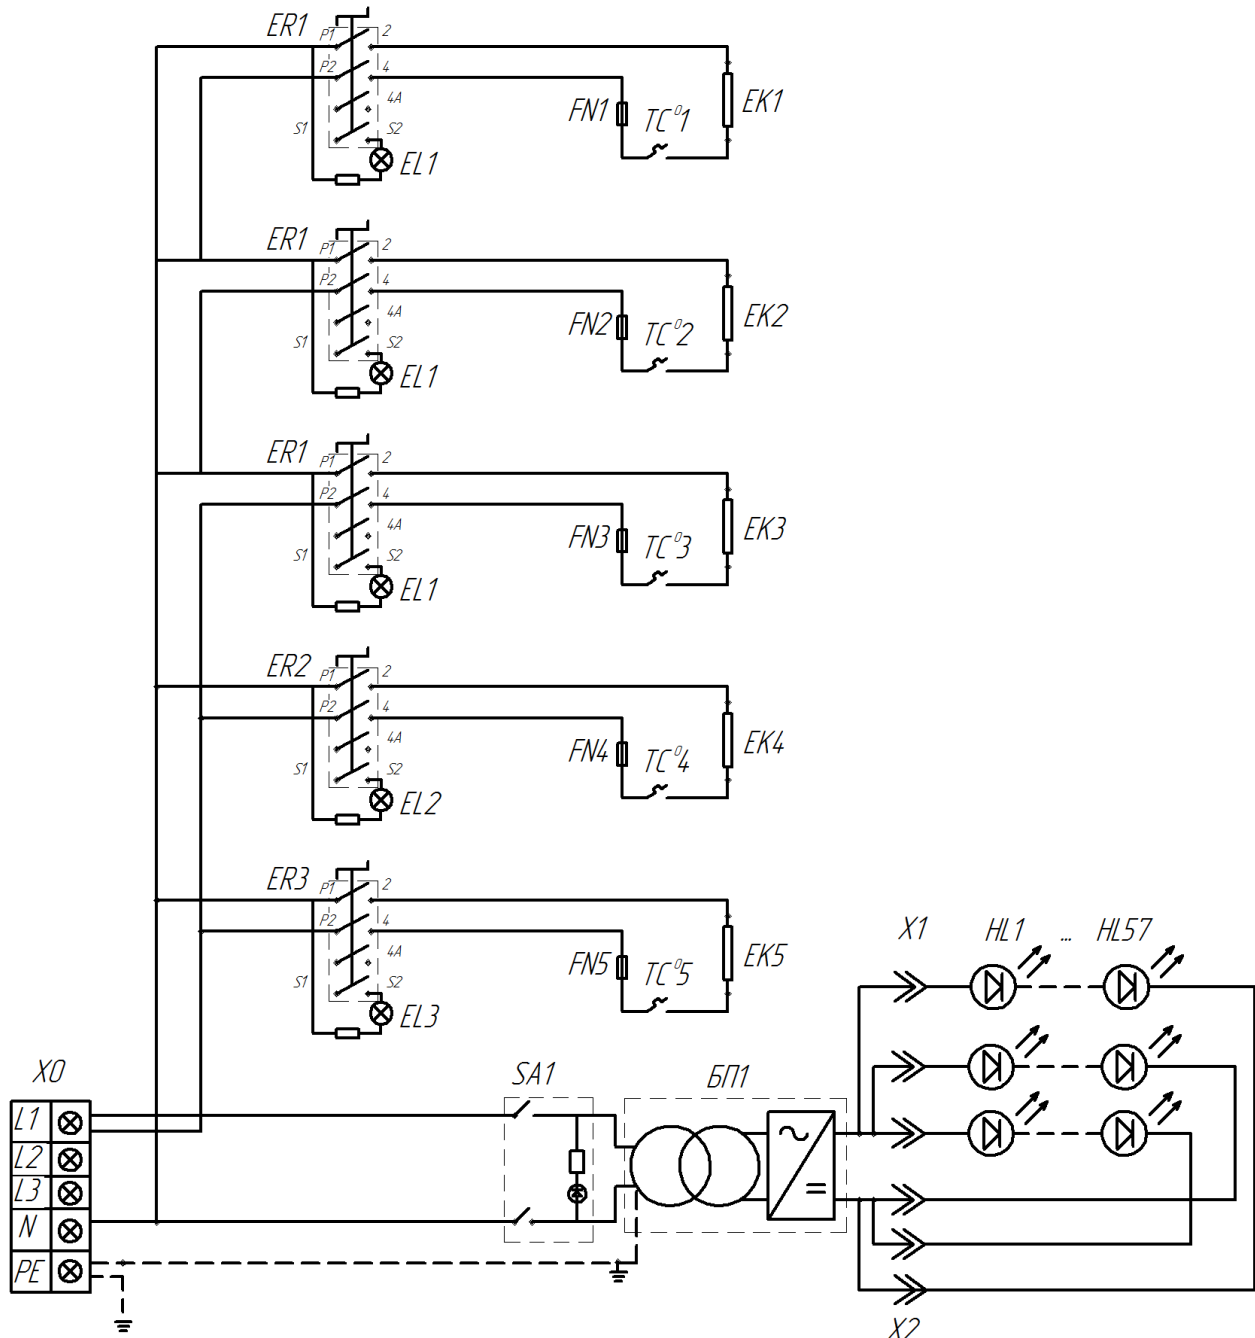 ER1
P1
2
P2
4
4A
S1
S2
EL1
FN1
TC°1
EK1
ER1
P1
2
P2
4
4A
S1
S2
EL1
FN2
TC°2
EK2
ER1
P1
2
P2
4
4A
S1
S2
EL1
FN3
TC°3
EK3
ER2
P1
2
P2
4
4A
S1
S2
EL2
FN4
TC°4
EK4
ER3
P1
2
P2
4
4A
S1
S2
EL3
FN5
TC°5
EK5
X1
HL1 ... HL57
X0
SA1
БП1
L1
L2
L3
N
PE
X2